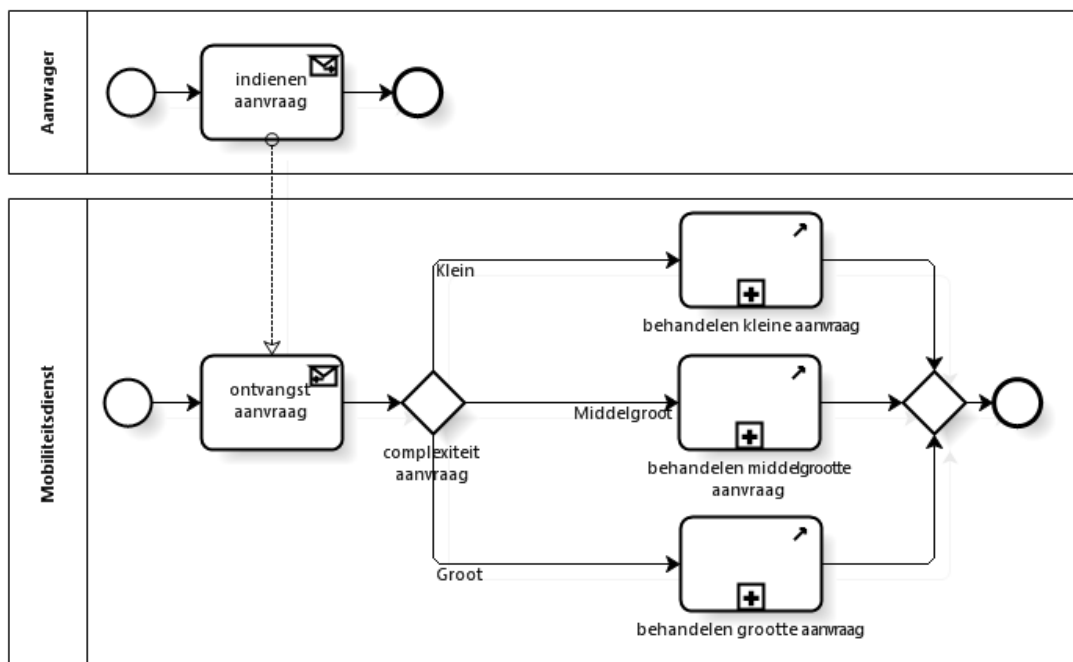 Aanvrager
indienen
aanvraag
Mobiliteitsdienst
ontvangst
aanvraag
complexiteit
aanvraag
Klein
behandelen kleine aanvraag
Middelgroot
behandelen middelgrootte
aanvraag
Groot
behandelen grootte aanvraag